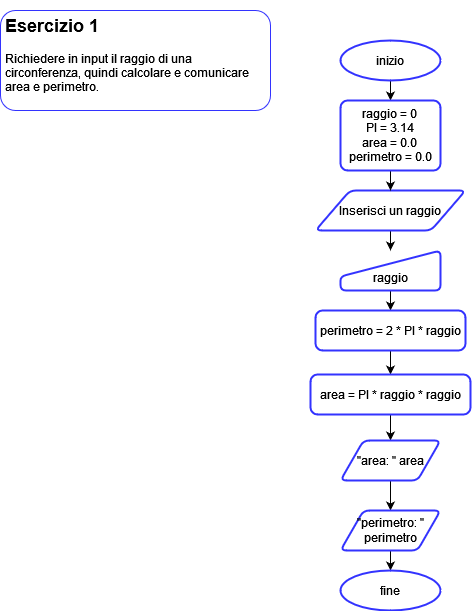 Esercizio 1
Richiedere in input il raggio di una
circonferenza, quindi calcolare e comunicare
area e perimetro.
inizio
raggio = 0
PI = 3.14
area = 0.0
perimetro = 0.0
Inserisci un raggio
raggio
perimetro = 2 * PI * raggio
area = PI * raggio * raggio
"area: " area
"perimetro: "
perimetro
fine